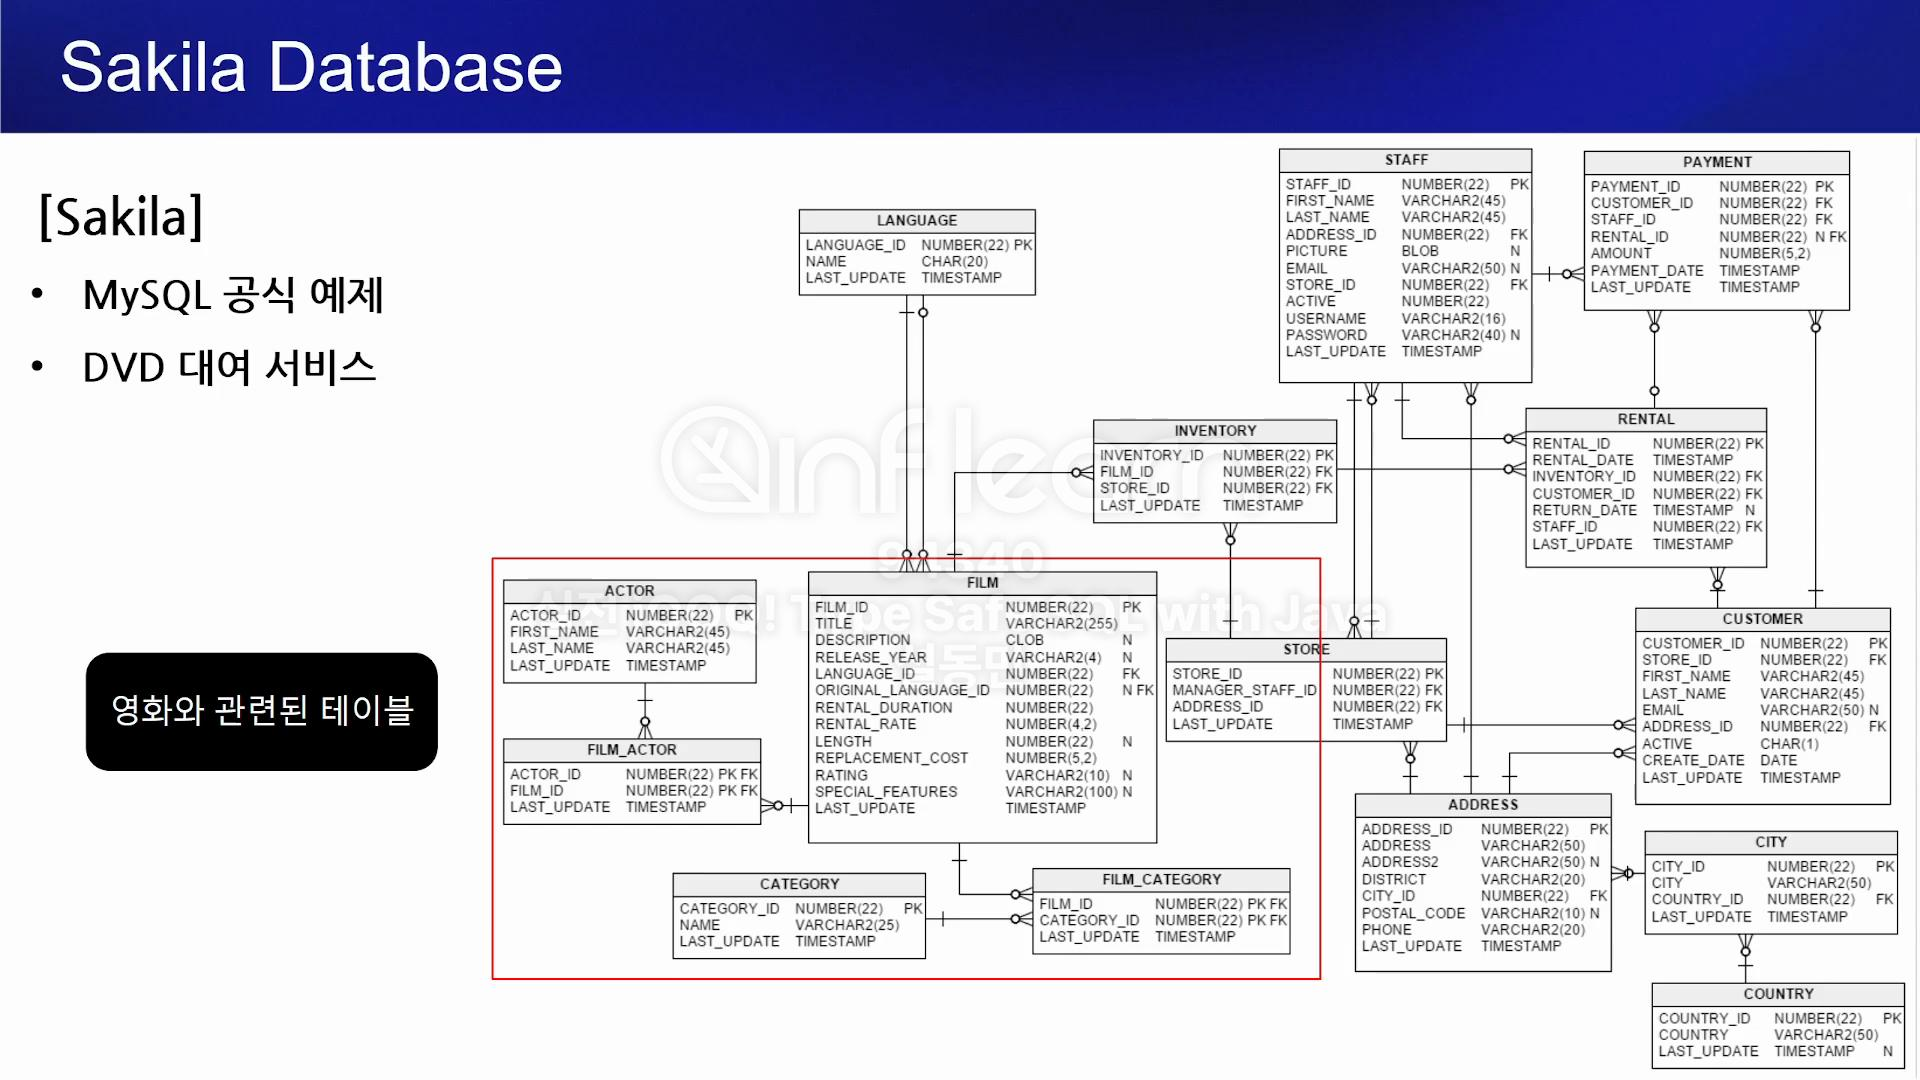 Sakila Database
[Sakila]
• MySQL 공식 예제
• DVD 대여 서비스
영화와 관련된 테이블
LANGUAGE
LANGUAGE_ID NUMBER(22) PK
NAME CHAR(20)
LAST_UPDATE TIMESTAMP
STAFF
STAFF_ID NUMBER(22) PK
FIRST_NAME VARCHAR2(45)
LAST_NAME VARCHAR2(45)
ADDRESS_ID NUMBER(22) FK
PICTURE BLOB N
EMAIL VARCHAR2(50) N
STORE_ID NUMBER(22) FK
ACTIVE NUMBER(22)
USERNAME VARCHAR2(16)
PASSWORD VARCHAR2(40) N
LAST_UPDATE TIMESTAMP
PAYMENT
PAYMENT_ID NUMBER(22) PK
CUSTOMER_ID NUMBER(22) FK
STAFF_ID NUMBER(22) FK
RENTAL_ID NUMBER(22) N FK
AMOUNT NUMBER(5,2)
PAYMENT_DATE TIMESTAMP
LAST_UPDATE TIMESTAMP
INVENTORY
INVENTORY_ID NUMBER(22) PK
FILM_ID NUMBER(22) FK
STORE_ID NUMBER(22) FK
LAST_UPDATE TIMESTAMP
RENTAL
RENTAL_ID NUMBER(22) PK
RENTAL_DATE TIMESTAMP
INVENTORY_ID NUMBER(22) FK
CUSTOMER_ID NUMBER(22) FK
RETURN_DATE TIMESTAMP N
STAFF_ID NUMBER(22) FK
LAST_UPDATE TIMESTAMP
ACTOR
ACTOR_ID NUMBER(22) PK
FIRST_NAME VARCHAR2(45)
LAST_NAME VARCHAR2(45)
LAST_UPDATE TIMESTAMP
FILM
FILM_ID NUMBER(22) PK
TITLE VARCHAR2(255)
DESCRIPTION CLOB N
RELEASE_YEAR VARCHAR2(4) N
LANGUAGE_ID NUMBER(22) FK
ORIGINAL_LANGUAGE_ID NUMBER(22) N FK
RENTAL_DURATION NUMBER(22)
RENTAL_RATE NUMBER(4,2)
LENGTH NUMBER(22) N
REPLACEMENT_COST NUMBER(5,2)
RATING VARCHAR2(10) N
SPECIAL_FEATURES VARCHAR2(100) N
LAST_UPDATE TIMESTAMP
STORE
STORE_ID NUMBER(22) PK
MANAGER_STAFF_ID NUMBER(22) FK
ADDRESS_ID NUMBER(22) FK
LAST_UPDATE TIMESTAMP
CUSTOMER
CUSTOMER_ID NUMBER(22) PK
STORE_ID NUMBER(22) FK
FIRST_NAME VARCHAR2(45)
LAST_NAME VARCHAR2(45)
EMAIL VARCHAR2(50) N
ADDRESS_ID NUMBER(22) FK
ACTIVE CHAR(1)
CREATE_DATE DATE
LAST_UPDATE TIMESTAMP
FILM_ACTOR
ACTOR_ID NUMBER(22) PK FK
FILM_ID NUMBER(22) PK FK
LAST_UPDATE TIMESTAMP
CATEGORY
CATEGORY_ID NUMBER(22) PK
NAME VARCHAR2(25)
LAST_UPDATE TIMESTAMP
FILM_CATEGORY
FILM_ID NUMBER(22) PK FK
CATEGORY_ID NUMBER(22) PK FK
LAST_UPDATE TIMESTAMP
ADDRESS
ADDRESS_ID NUMBER(22) PK
ADDRESS VARCHAR2(50)
ADDRESS2 VARCHAR2(50) N
DISTRICT VARCHAR2(20)
CITY_ID NUMBER(22) FK
POSTAL_CODE VARCHAR2(10) N
PHONE VARCHAR2(20)
LAST_UPDATE TIMESTAMP
CITY
CITY_ID NUMBER(22) PK
CITY VARCHAR2(50)
COUNTRY_ID NUMBER(22) FK
LAST_UPDATE TIMESTAMP
COUNTRY
COUNTRY_ID NUMBER(22) PK
COUNTRY VARCHAR2(50)
LAST_UPDATE TIMESTAMP N
inflearn
94340
with Java